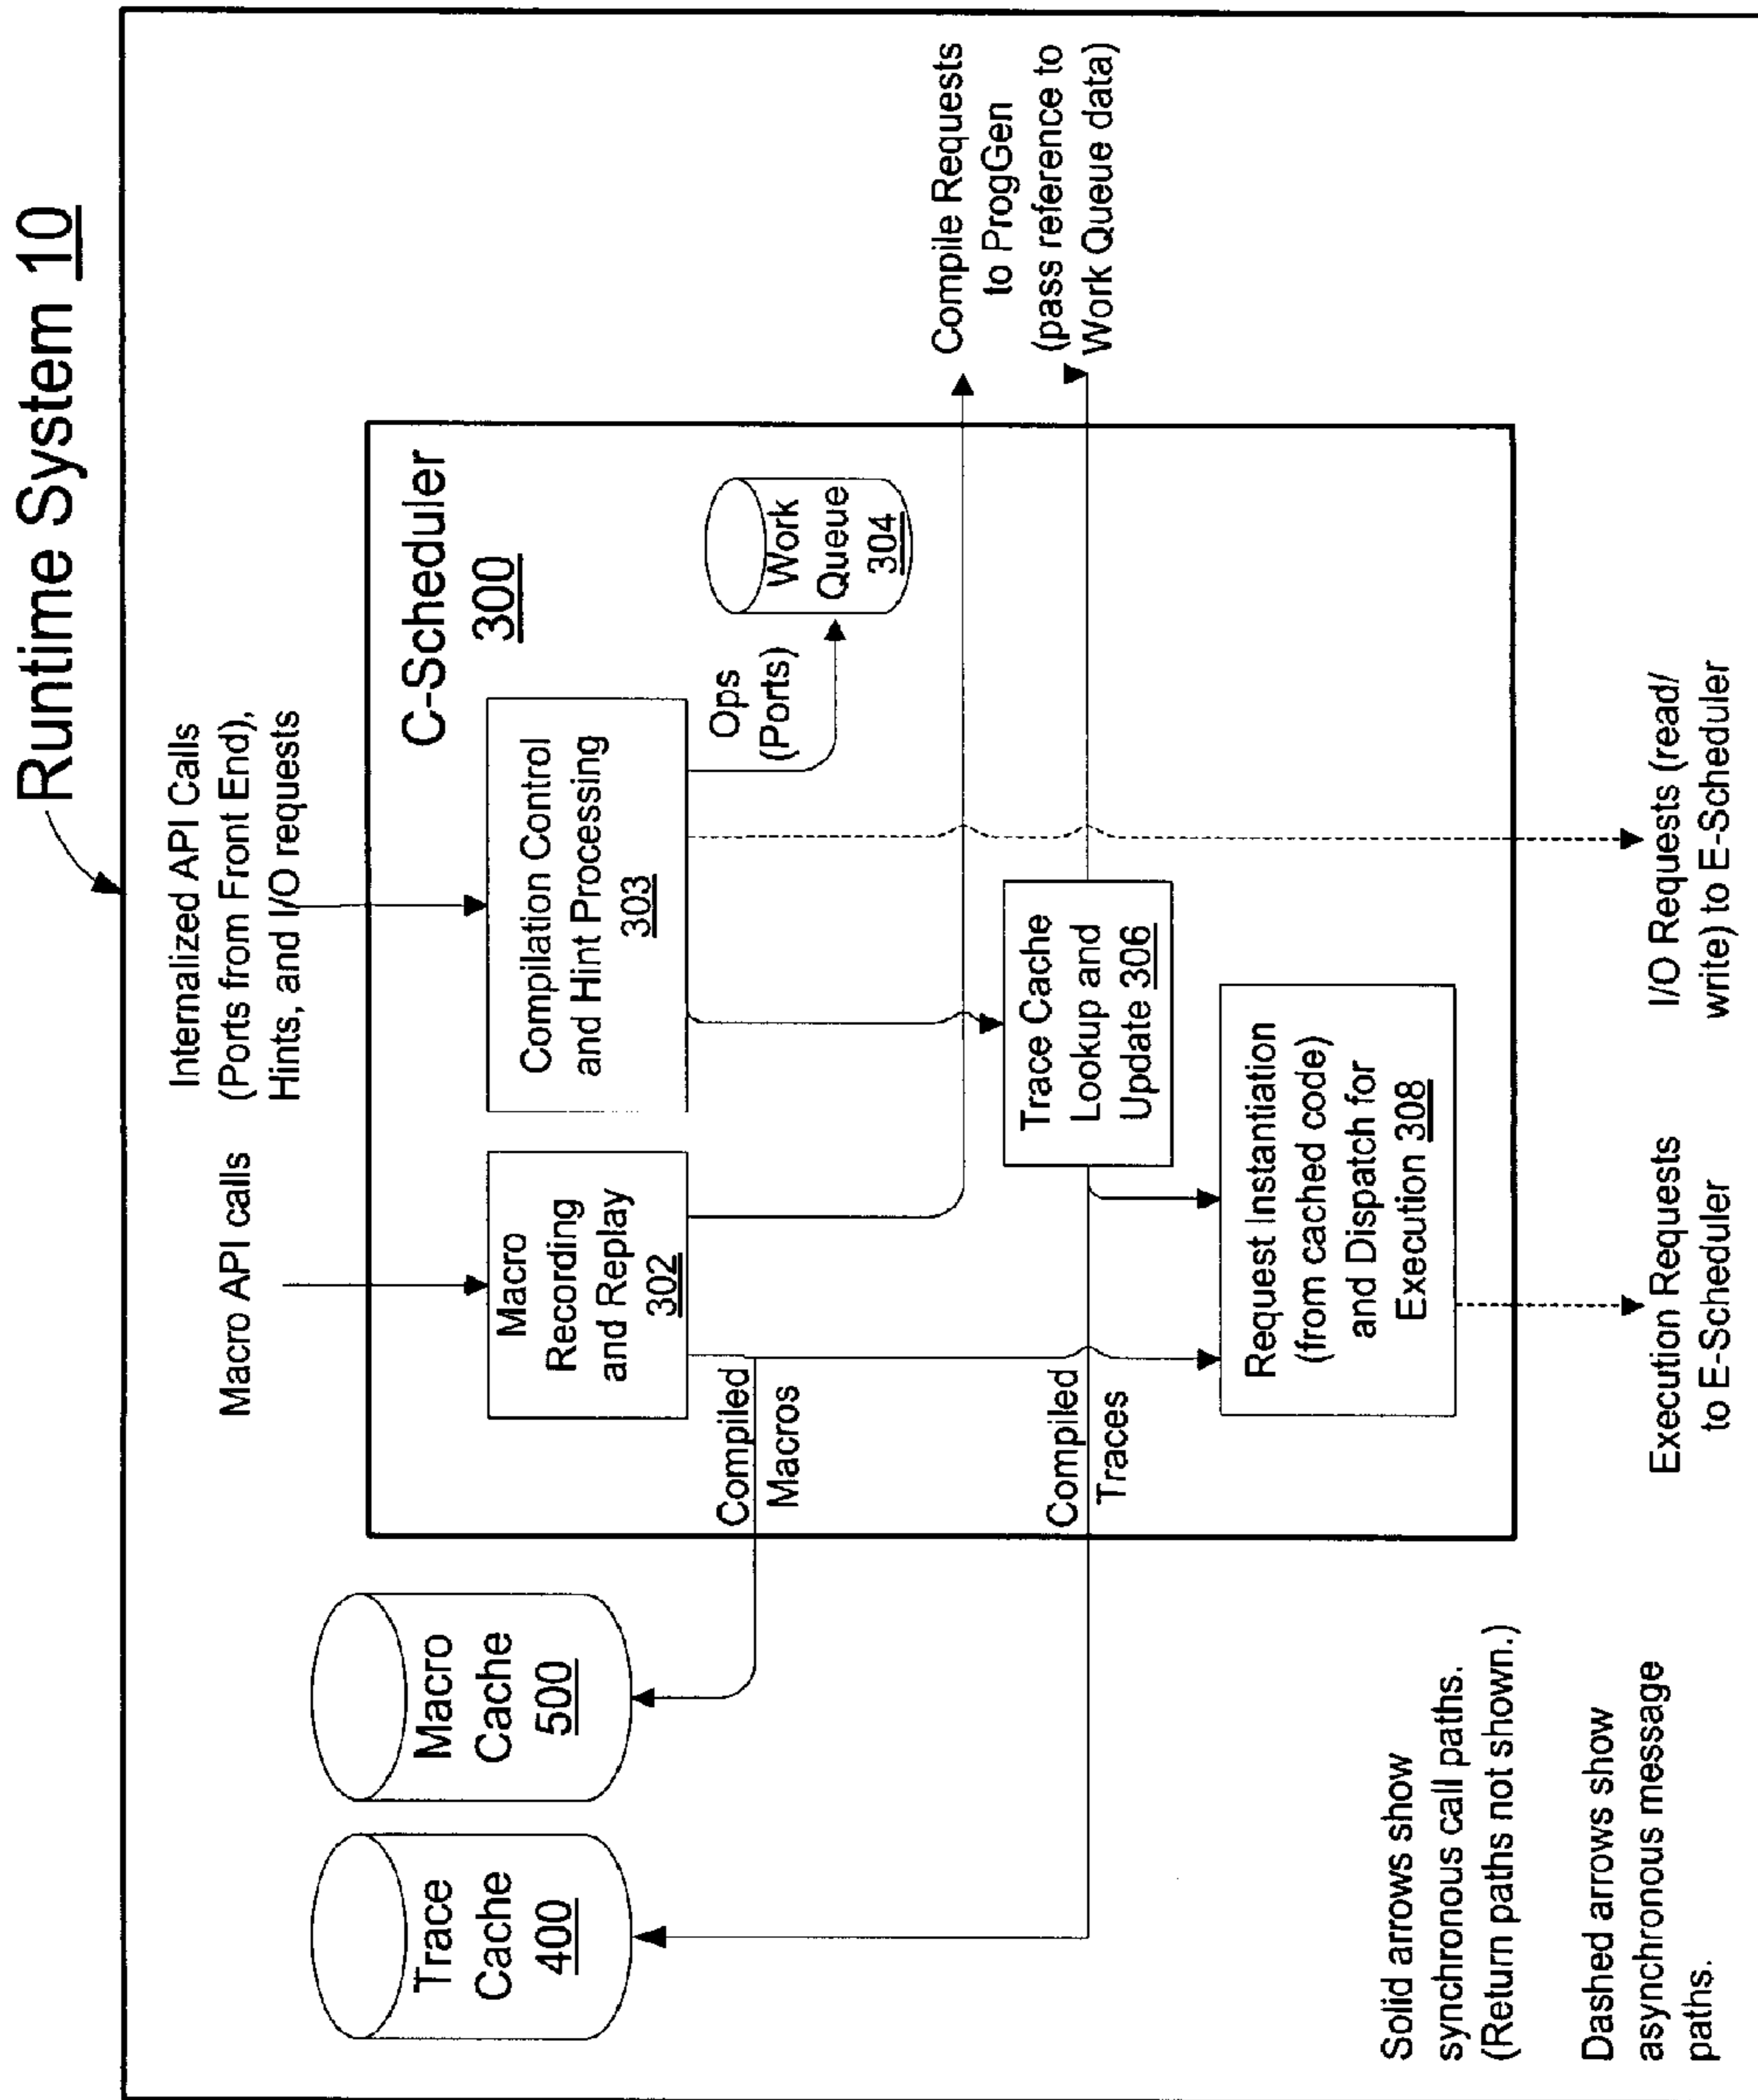 Runtime System 10
Macro API calls
Internalized API Calls
(Ports from Front End),
Hints, and I/O requests
Trace
Cache
400
Macro
Cache
500
C-Scheduler
300
Macro
Recording
and Replay
302
Compilation Control
and Hint Processing
303
Compiled
Macros
Ops
(Ports)
Work
Queue
304
Compile Requests
to ProgGen
(pass reference to
Work Queue data)
Compiled
Traces
Trace Cache
Lookup and
Update 306
Request Instantiation
(from cached code)
and Dispatch for
Execution 308
Solid arrows show
synchronous call paths.
(Return paths not shown.)
Dashed arrows show
asynchronous message
paths.
Execution Requests
to E-Scheduler
I/O Requests (read/
write) to E-Scheduler